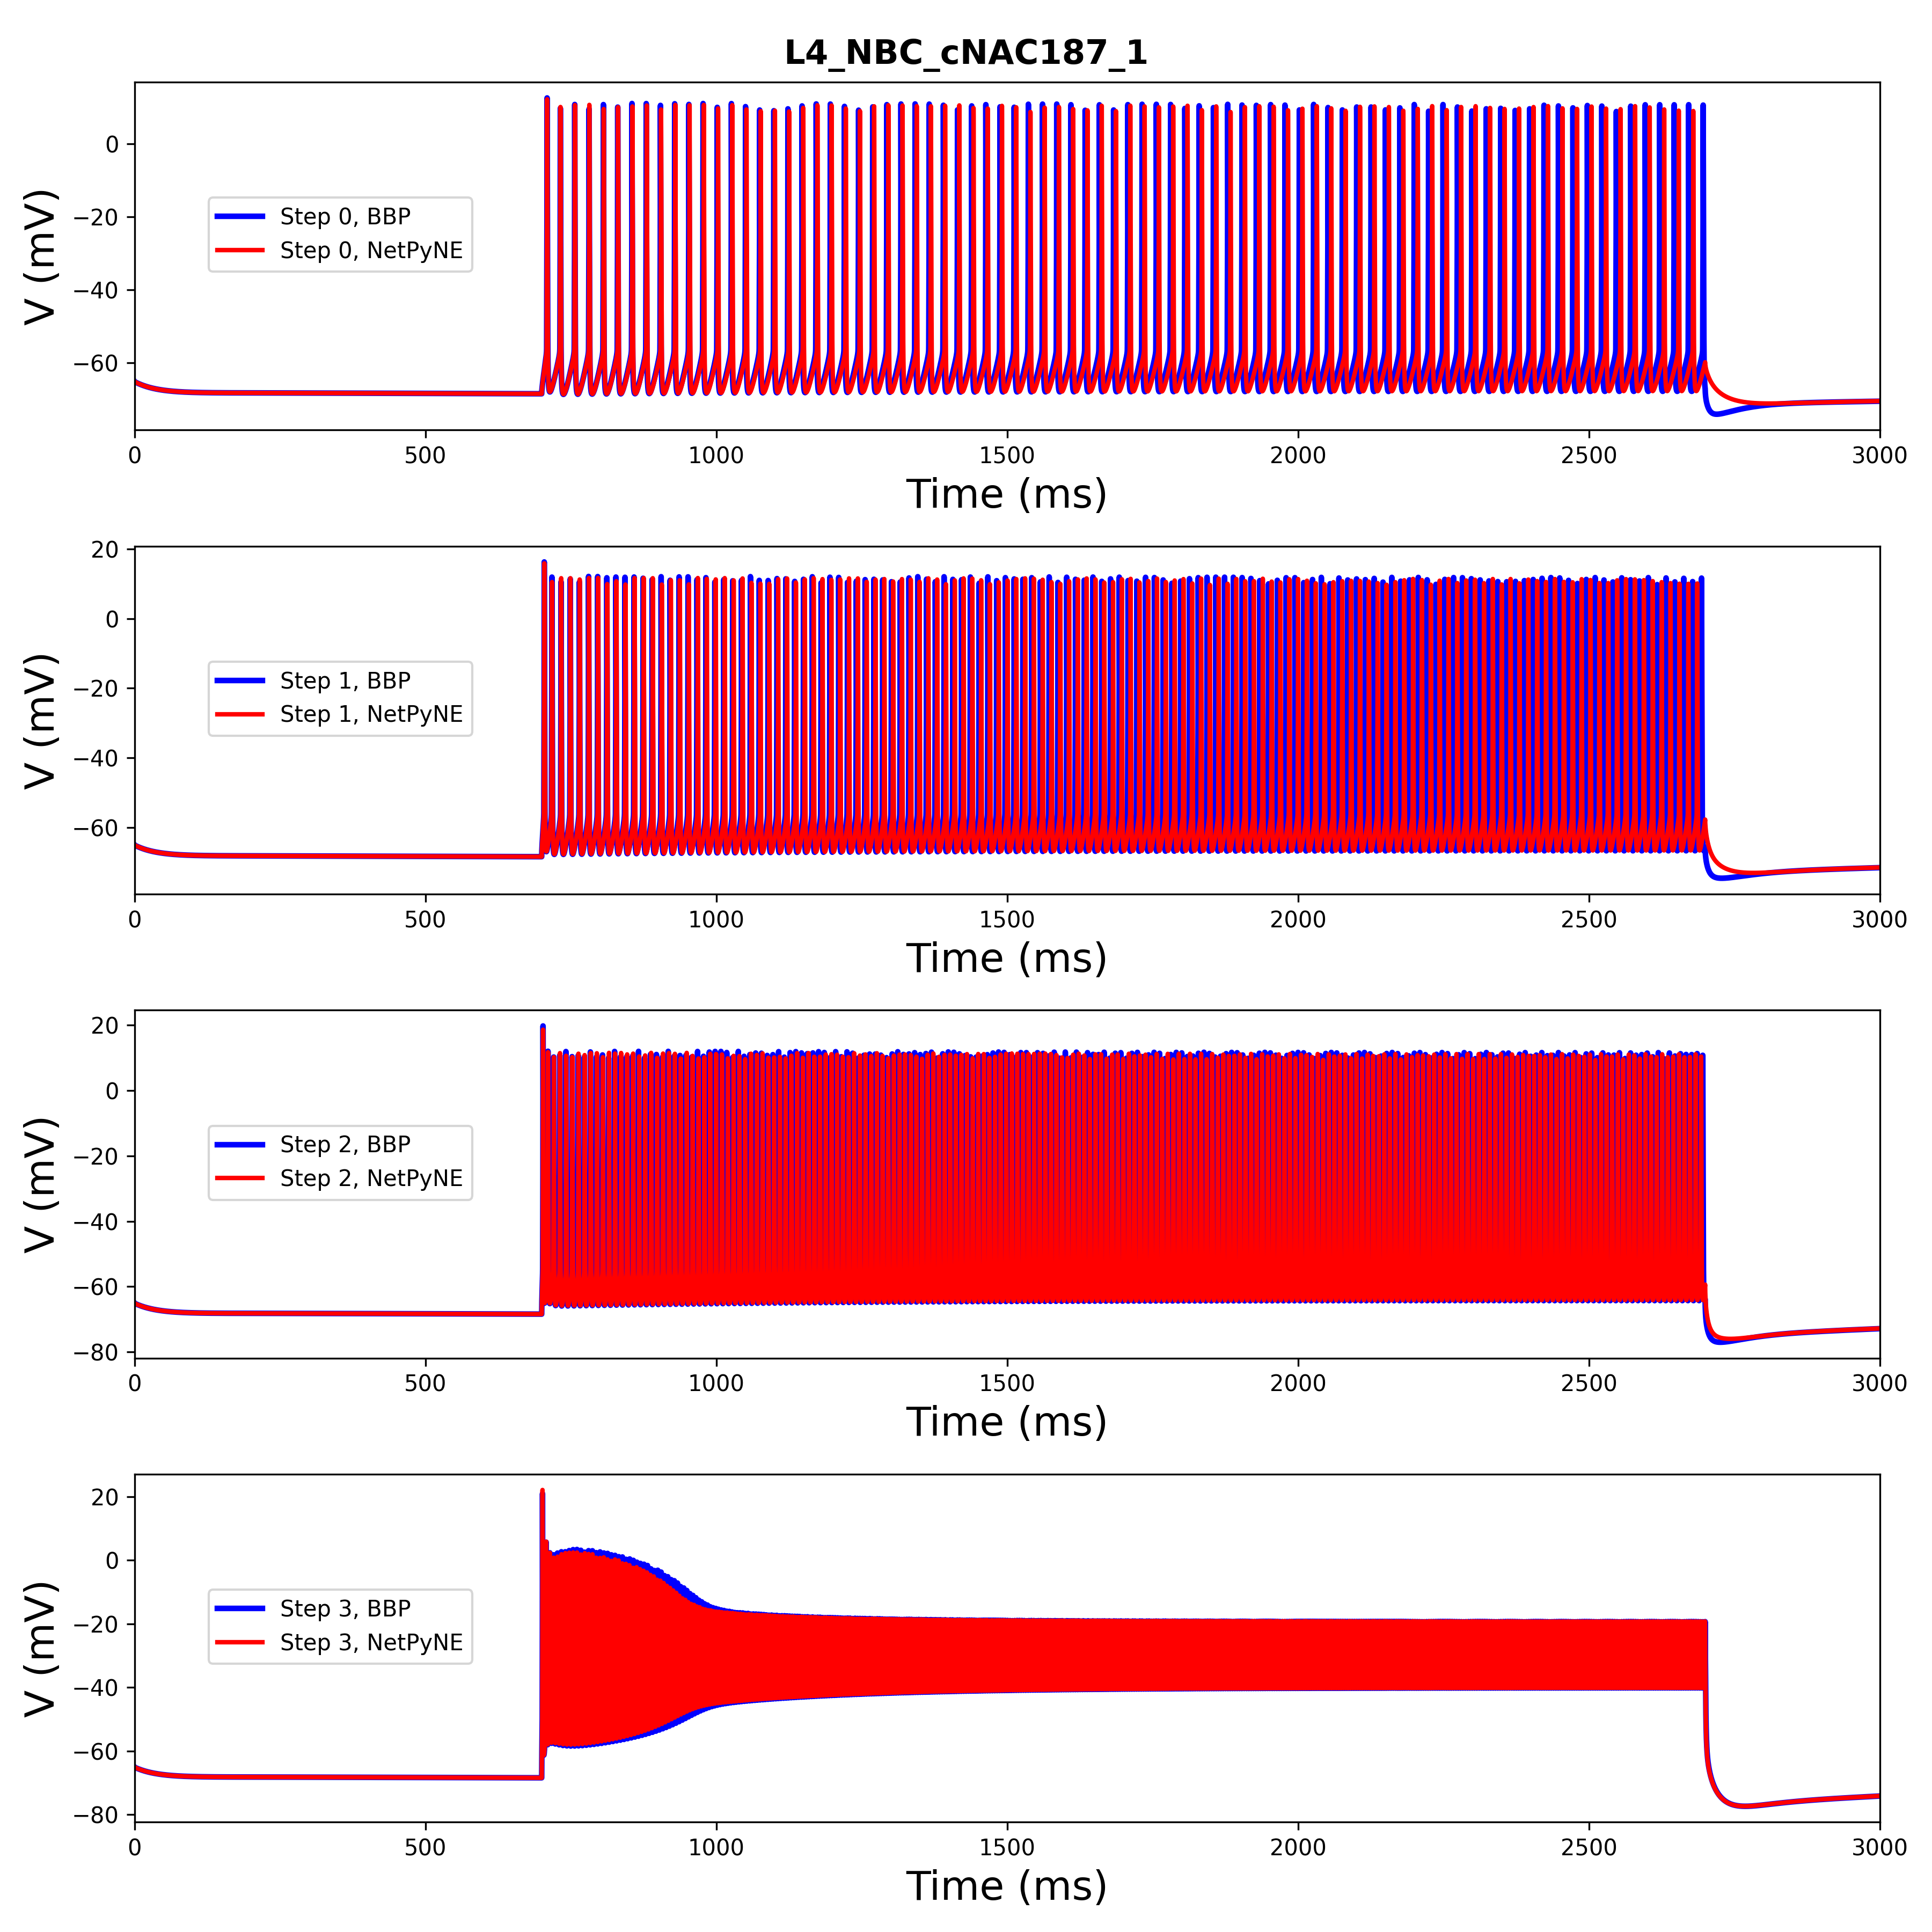 L4_NBC_cNAC187_1
0
−20
−40
−60
V (mV)
Step 0, BBP
Step 0, NetPyNE
0 500 1000 1500 2000 2500 3000
Time (ms)
20
0
−20
−40
−60
V (mV)
Step 1, BBP
Step 1, NetPyNE
0 500 1000 1500 2000 2500 3000
Time (ms)
20
0
−20
−40
−60
−80
V (mV)
Step 2, BBP
Step 2, NetPyNE
0 500 1000 1500 2000 2500 3000
Time (ms)
20
0
−20
−40
−60
−80
V (mV)
Step 3, BBP
Step 3, NetPyNE
0 500 1000 1500 2000 2500 3000
Time (ms)